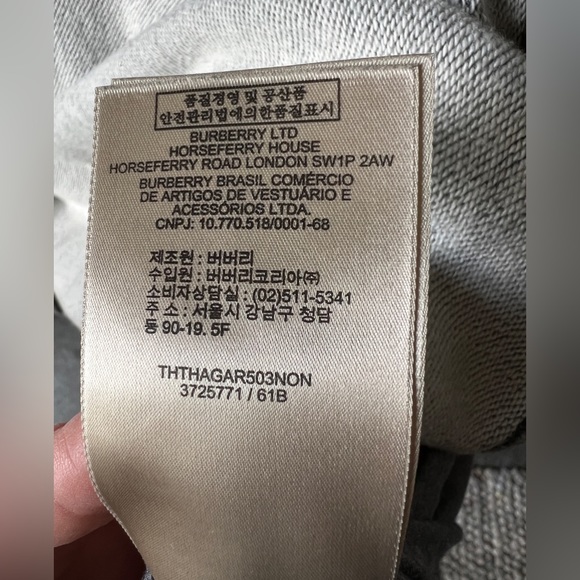 품질경영 및 공산품
안전관리법에의한품질표시
BURBERRY LTD
HORSEFERRY HOUSE
HORSEFERRY ROAD LONDON SW1P 2AW
BURBERRY BRASIL COMÉRCIO
DE ARTIGOS DE VESTUÁRIO E
ACESSÓRIOS LTDA.
CNPJ: 10.770.518/0001-68
제조원 : 버버리
수입원 : 버버리코리아㈜
소비자상담실 : (02)511-5341
주 소 : 서울시 강남구 청담
동 90-19. 5F
THTHAGAR503NON
3725771 / 61B